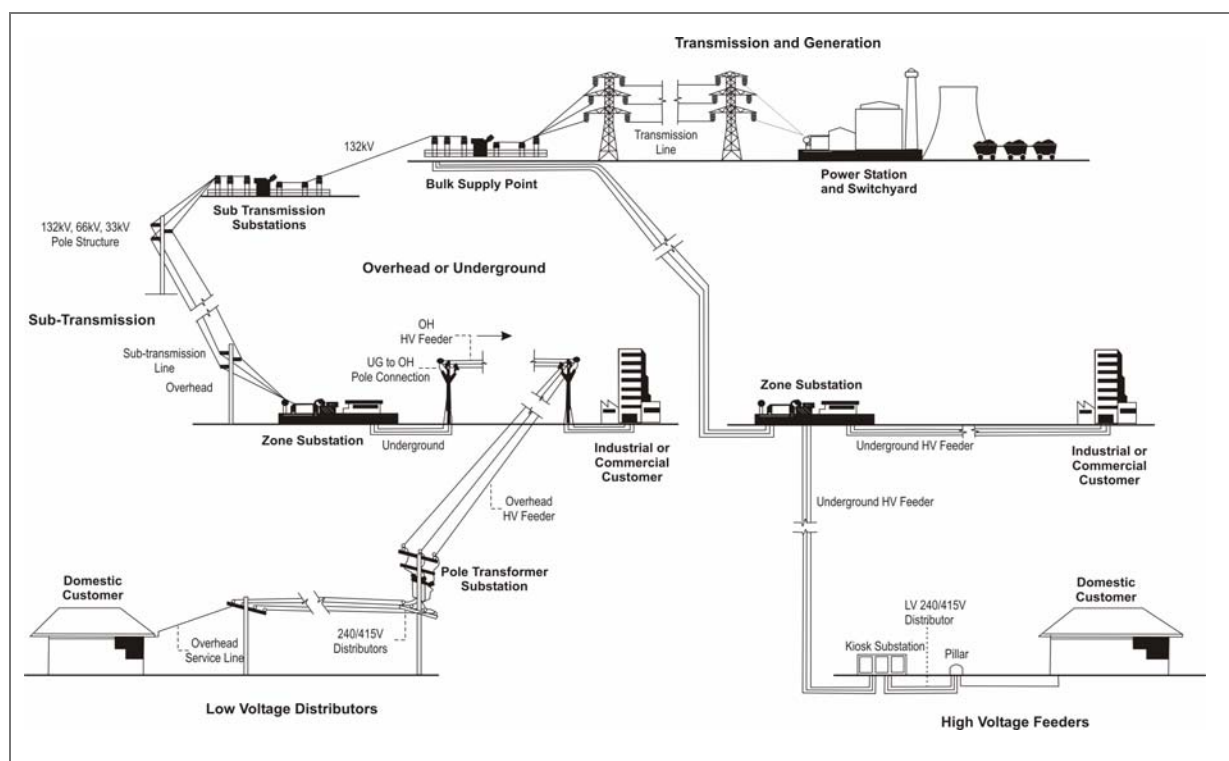 Transmission and Generation
Transmission
Line
132kV
Bulk Supply Point
Power Station
and Switchyard
Sub Transmission
Substations
132kV, 66kV, 33kV
Pole Structure
Overhead or Underground
Sub-Transmission
OH
HV Feeder
UG to OH
Pole Connection
Sub-transmission
Line
Overhead
Zone Substation
Underground
Industrial or
Commercial
Customer
Zone Substation
Underground HV Feeder
Industrial or
Commercial
Customer
Overhead
HV Feeder
Underground HV Feeder
Pole Transformer
Substation
Domestic
Customer
Overhead
Service Line
240/415V
Distributors
Low Voltage Distributors
Domestic
Customer
LV 240/415V
Distributor
Kiosk Substation
Pillar
High Voltage Feeders